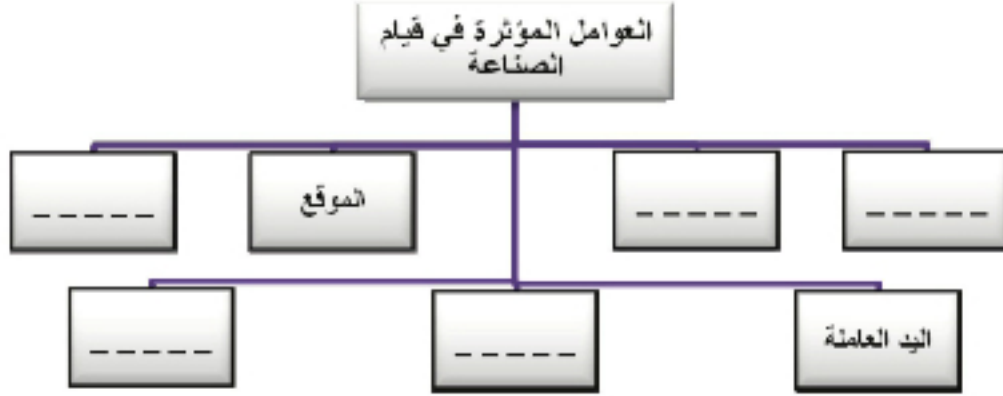 العوامل المؤثرة في قيام
الصناعة
_ _ _ _ _
_ _ _ _ _
الموقع
_ _ _ _ _
اليد العاملة
_ _ _ _ _
_ _ _ _ _